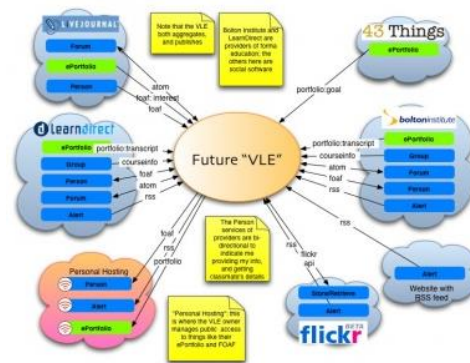 LIVEJOURNAL
Forum
ePortfolio
Person
atom
foaf: interest
foaf
Note that the VLE
both aggregates,
and publishes
Bolton Institute and
LearnDirect are
providers of formal
education; the
others here are
social software
43 Things
ePortfolio
portfolio:goal
learndirect
ePortfolio
Group
Person
Person
Alert
portfolio:transcript
courseinfo
foaf
atom
rss
Future "VLE"
boltoninstitute
ePortfolio
Group
Forum
Person
Alert
portfolio:transcript
courseinfo
atom
foaf
rss
foaf
rss
portfolio
Personal Hosting
Person
Alert
ePortfolio
The Person
services of
providers are bi-
directional to
indicate me
providing my info,
and getting
classmate's details
"Personal Hosting": this
is where the VLE owner
manages public access
to things like their
ePortfolio and FOAF
rss
flickr
api
Store/Retrieve
Alert
flickr
BETA
rss
Alert
Website with
RSS feed